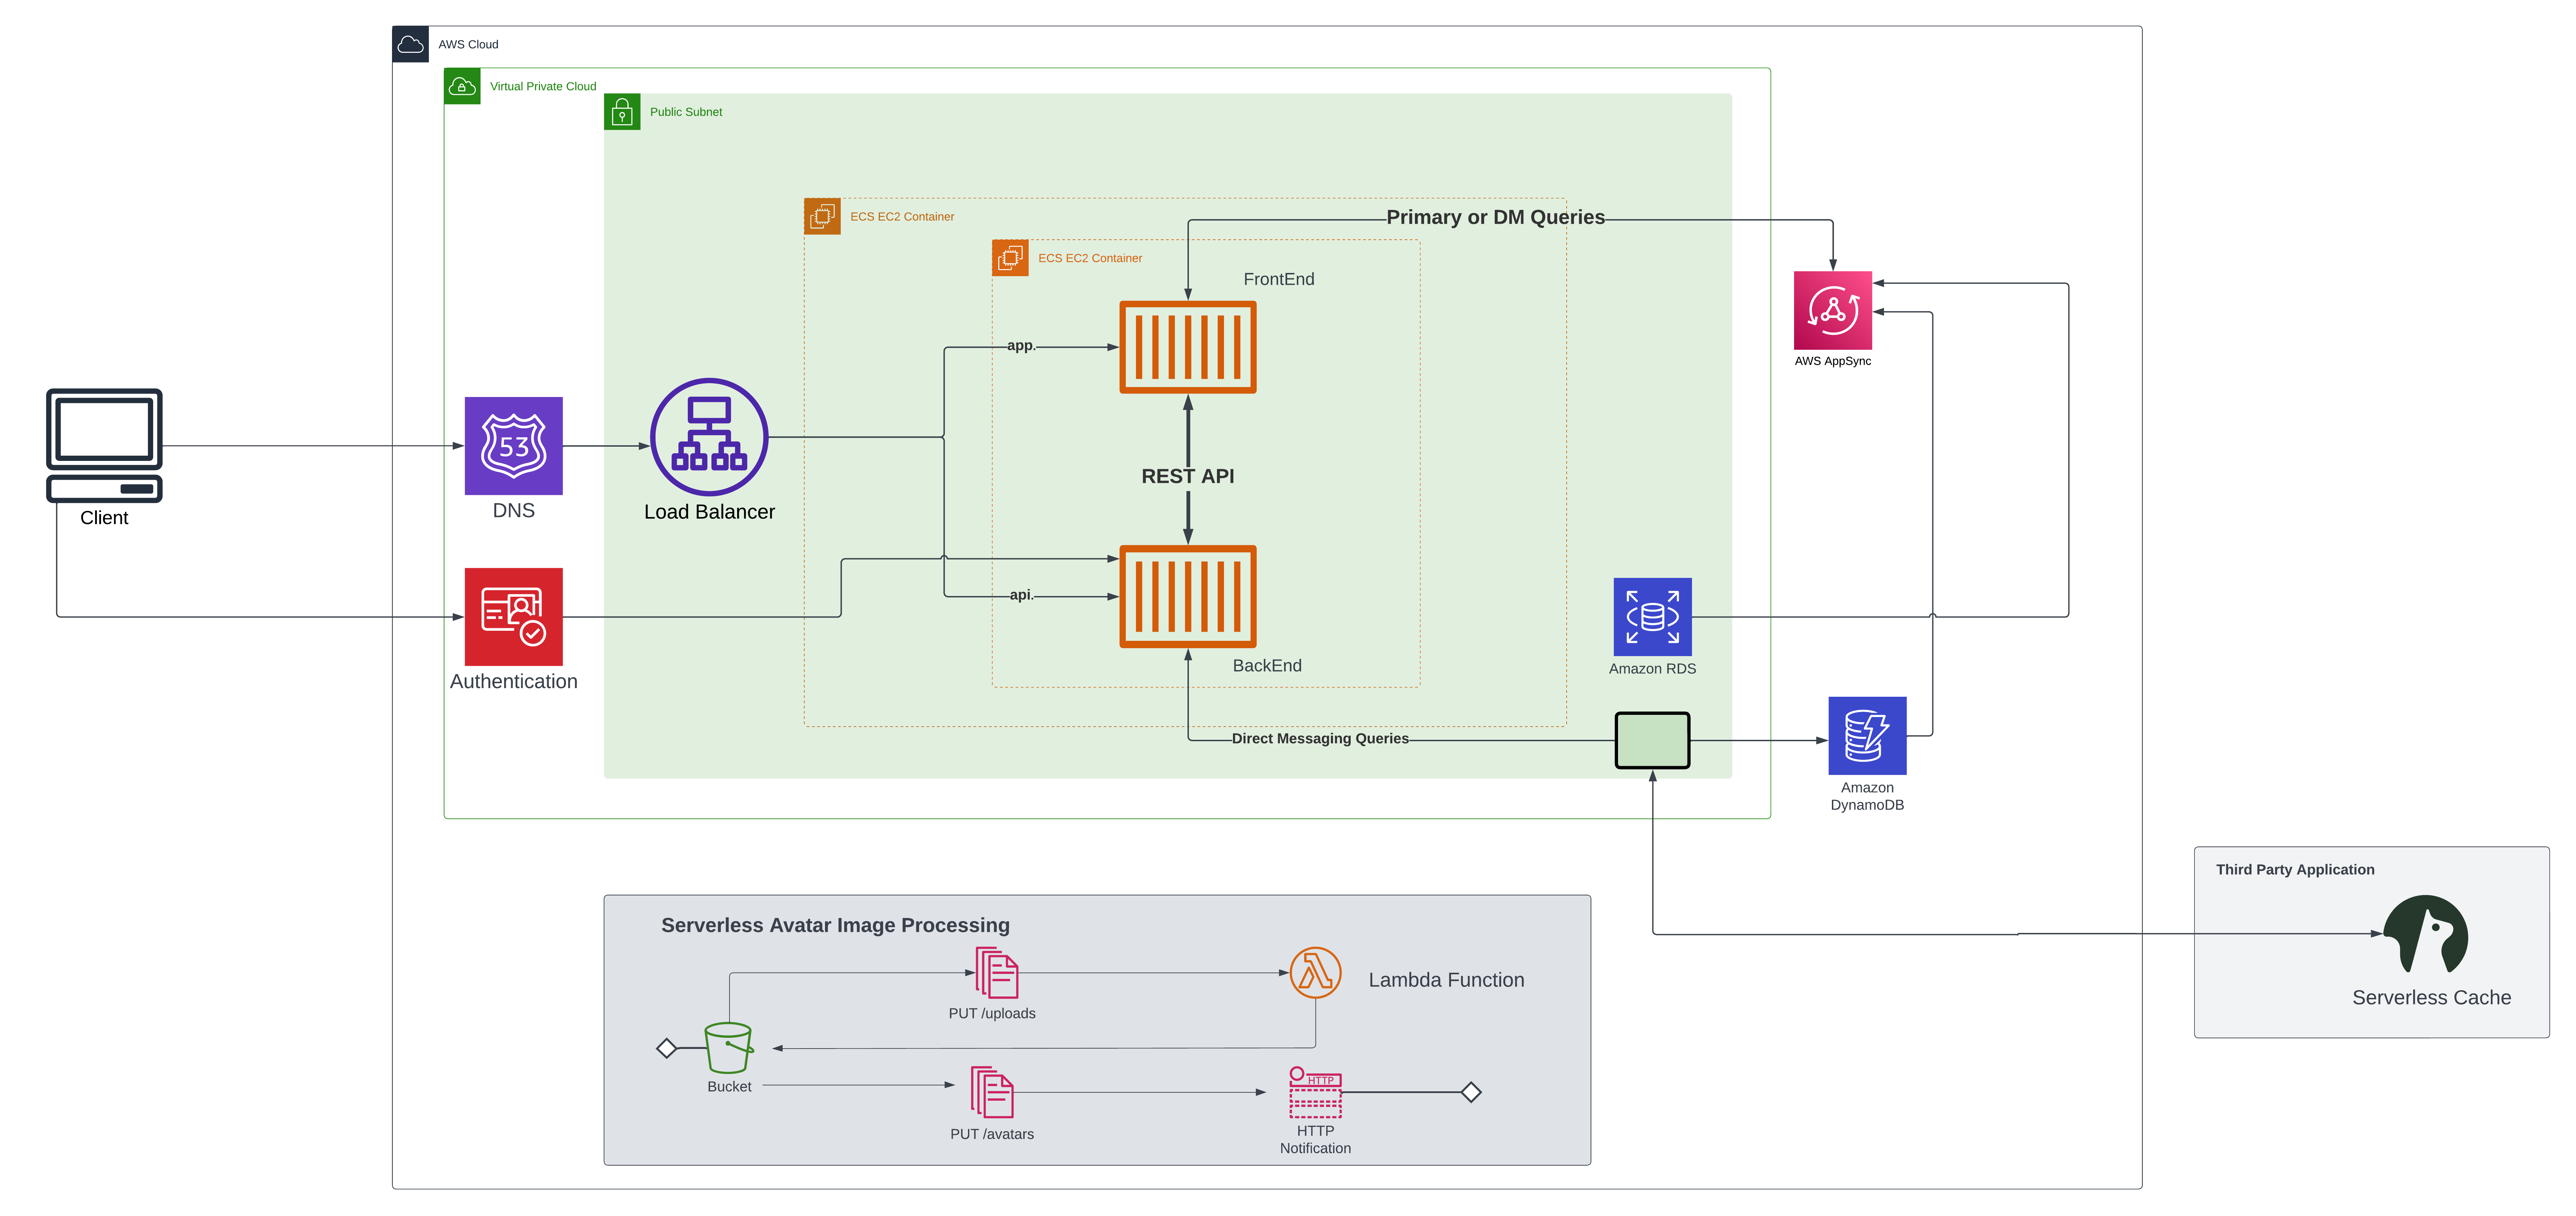 AWS Cloud
Virtual Private Cloud
Public Subnet
ECS EC2 Container
Primary or DM Queries
ECS EC2 Container
FrontEnd
app.
AWS AppSync
53
DNS
Client
Load Balancer
REST API
api.
Authentication
BackEnd
Amazon RDS
Direct Messaging Queries
Amazon
DynamoDB
Third Party Application
Serverless Cache
Serverless Avatar Image Processing
Lambda Function
PUT /uploads
Bucket
HTTP
PUT /avatars
HTTP
Notification